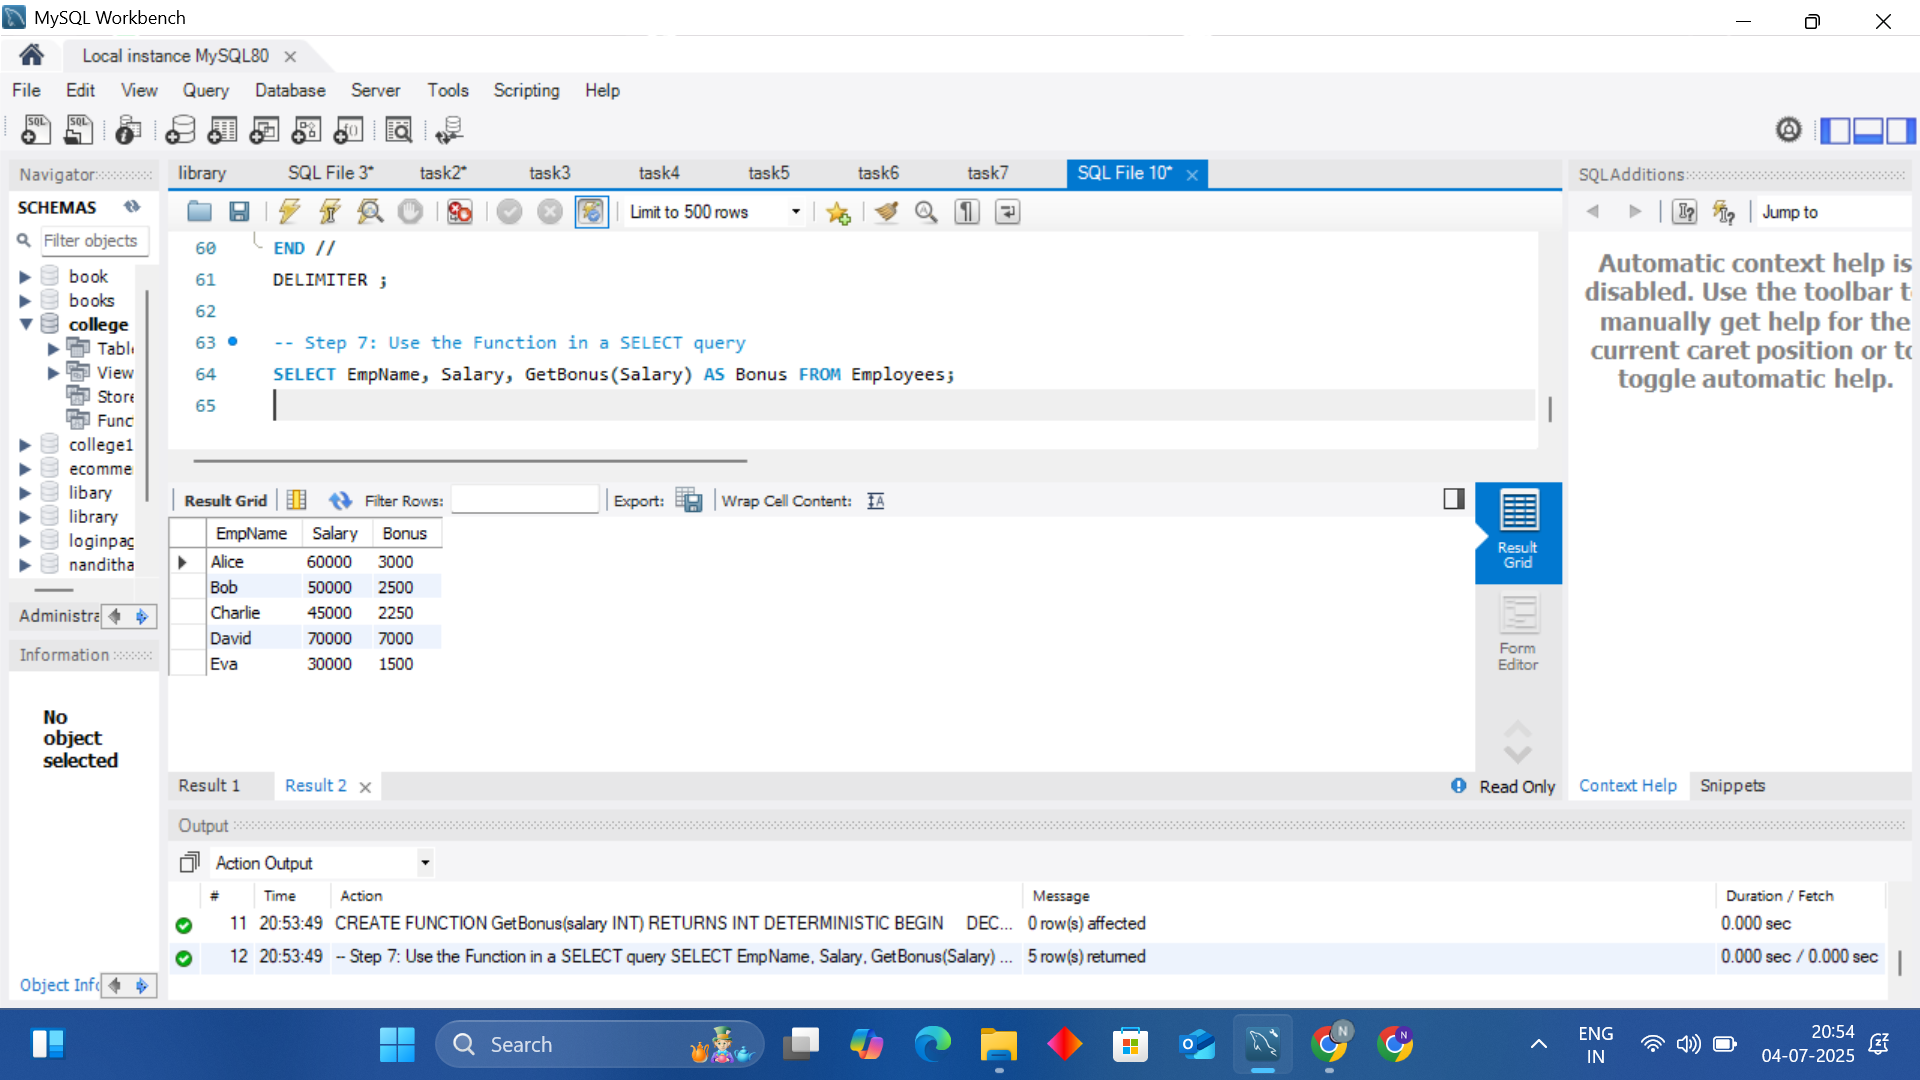 MySQL Workbench
Local instance MySQL80
File Edit View Query Database Server Tools Scripting Help
Navigator
library SQL File 3* task2* task3 task4 task5 task6 task7 SQL File 10*
SQLAdditions
SCHEMAS
Limit to 500 rows
Jump to
Filter objects
book
books
college
Tabl
View
Store
Func
college1
ecomme
libary
library
loginpag
nanditha
Administra
Information
No
object
selected
Object Info
60 END //
61 DELIMITER ;
62
63 -- Step 7: Use the Function in a SELECT query
64 SELECT EmpName, Salary, GetBonus(Salary) AS Bonus FROM Employees;
65
Automatic context help is
disabled. Use the toolbar t
manually get help for the
current caret position or to
toggle automatic help.
Result Grid Filter Rows: Export: Wrap Cell Content:
EmpName Salary Bonus
Alice 60000 3000
Bob 50000 2500
Charlie 45000 2250
David 70000 7000
Eva 30000 1500
Result
Grid
Form
Editor
Result 1 Result 2 Read Only
Context Help Snippets
Output
Action Output
# Time Action Message Duration / Fetch
11 20:53:49 CREATE FUNCTION GetBonus(salary INT) RETURNS INT DETERMINISTIC BEGIN DEC... 0 row(s) affected 0.000 sec
12 20:53:49 -- Step 7: Use the Function in a SELECT query SELECT EmpName, Salary, GetBonus(Salary) ... 5 row(s) returned 0.000 sec / 0.000 sec
Search
ENG
IN
20:54
04-07-2025